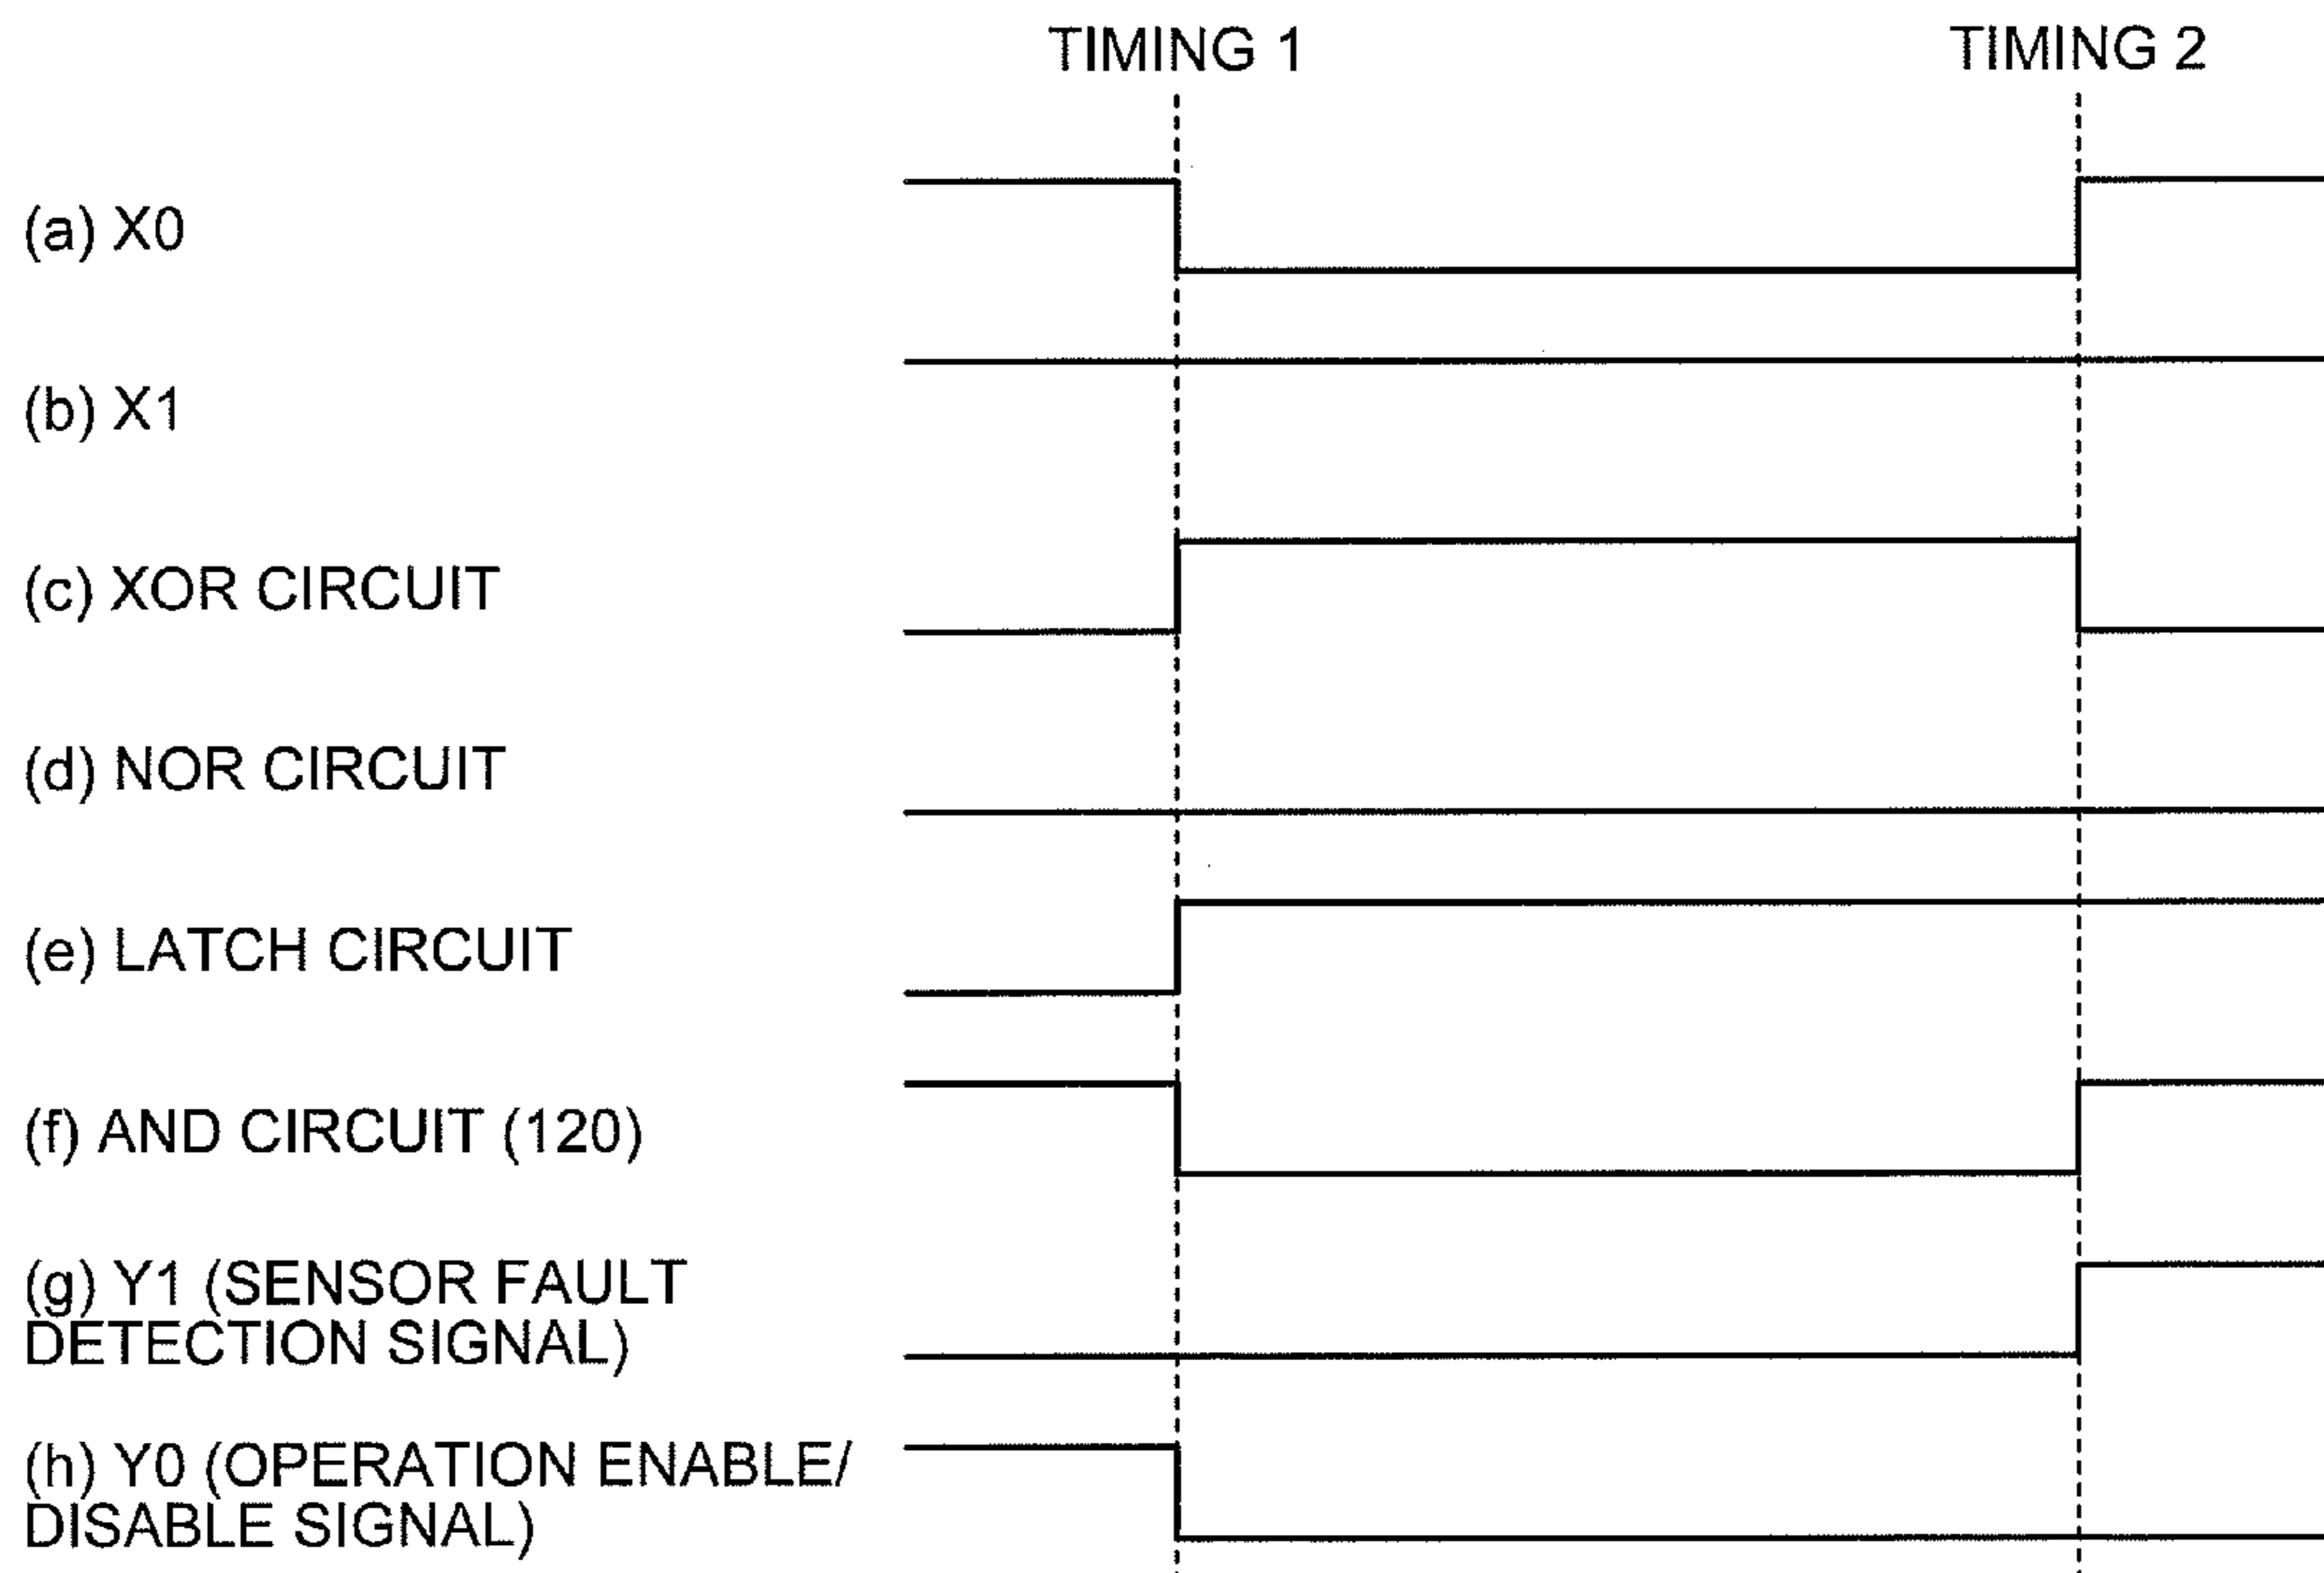 TIMING 1
TIMING 2
(a) X0
(b) X1
(c) XOR CIRCUIT
(d) NOR CIRCUIT
(e) LATCH CIRCUIT
(f) AND CIRCUIT (120)
(g) Y1 (SENSOR FAULT
DETECTION SIGNAL)
(h) Y0 (OPERATION ENABLE/
DISABLE SIGNAL)